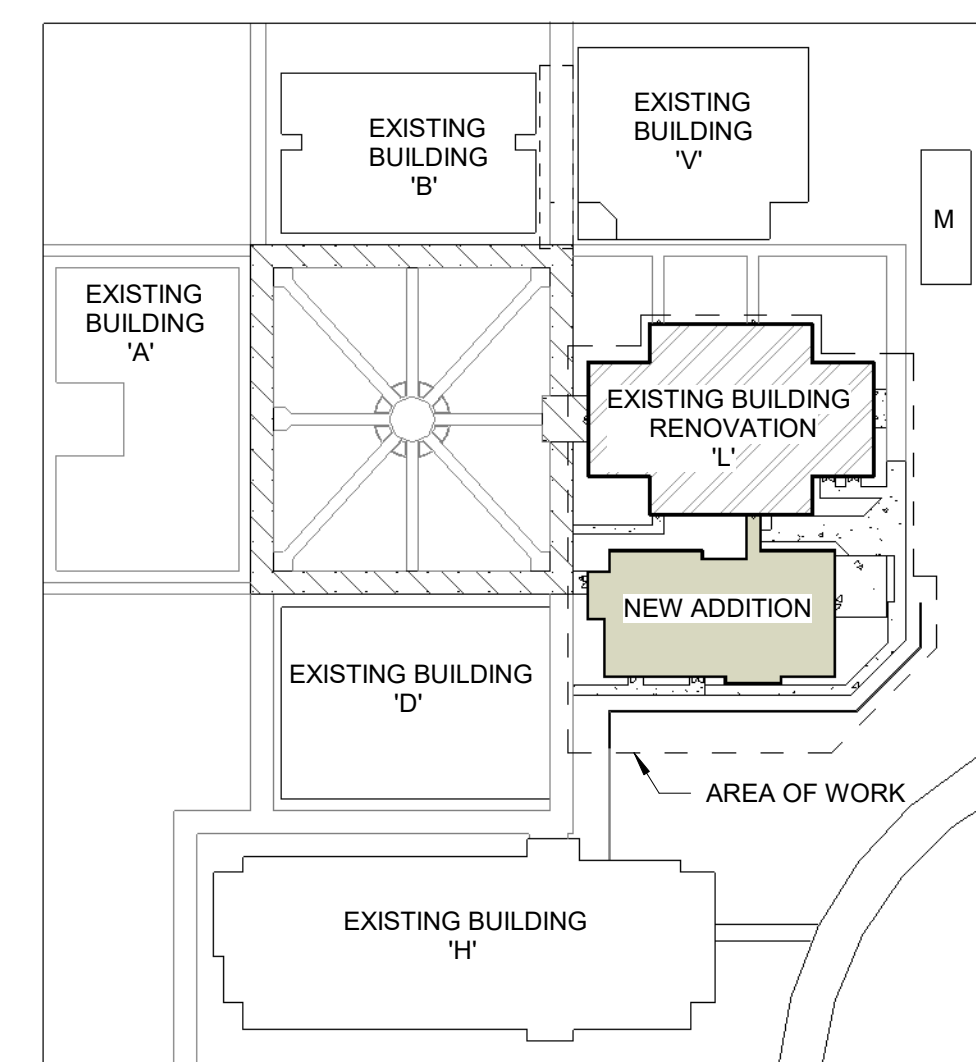 EXISTING
BUILDING
'B'
EXISTING
BUILDING
'V'
M
EXISTING
BUILDING
'A'
EXISTING BUILDING
RENOVATION
'L'
NEW ADDITION
EXISTING BUILDING
'D'
AREA OF WORK
EXISTING BUILDING
'H'